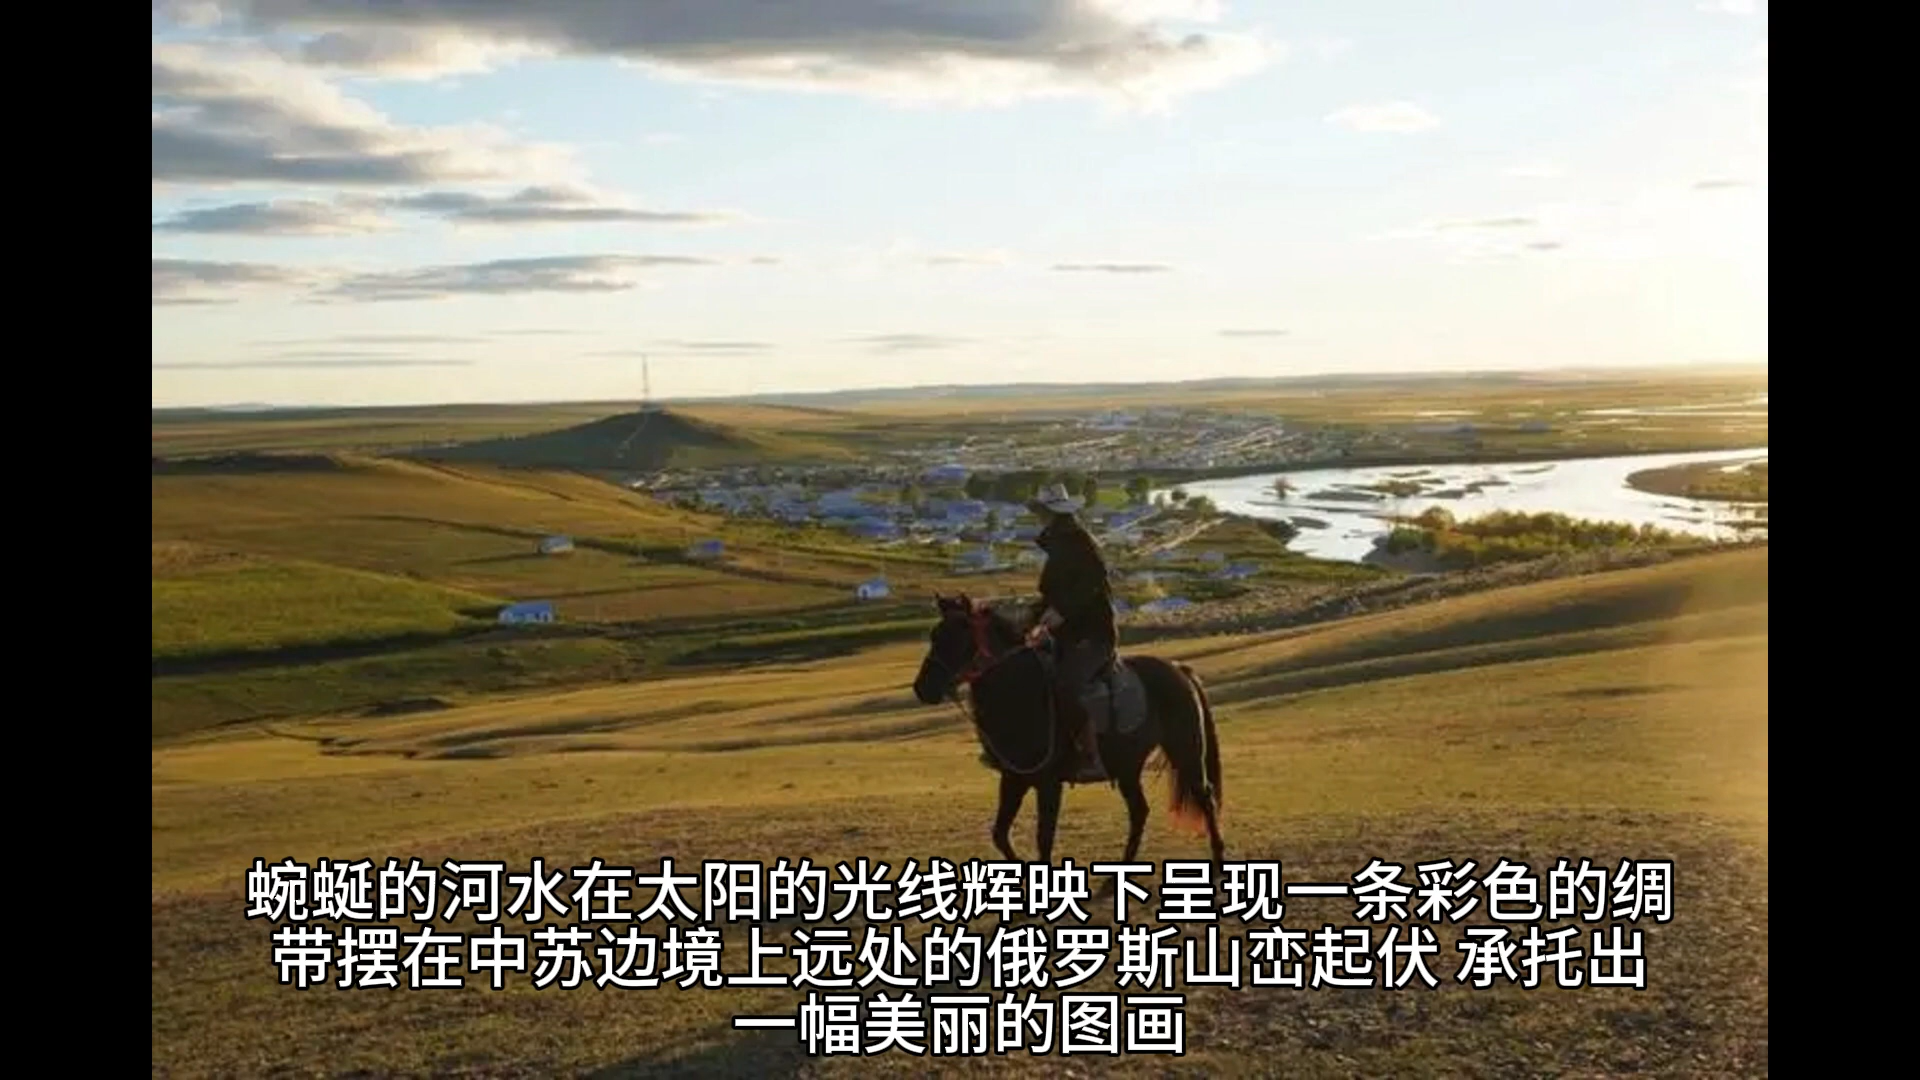 蜿蜒的河水在太阳的光线辉映下呈现一条彩色的绸
带摆在中苏边境上远处的俄罗斯山峦起伏 承托出
一幅美丽的图画